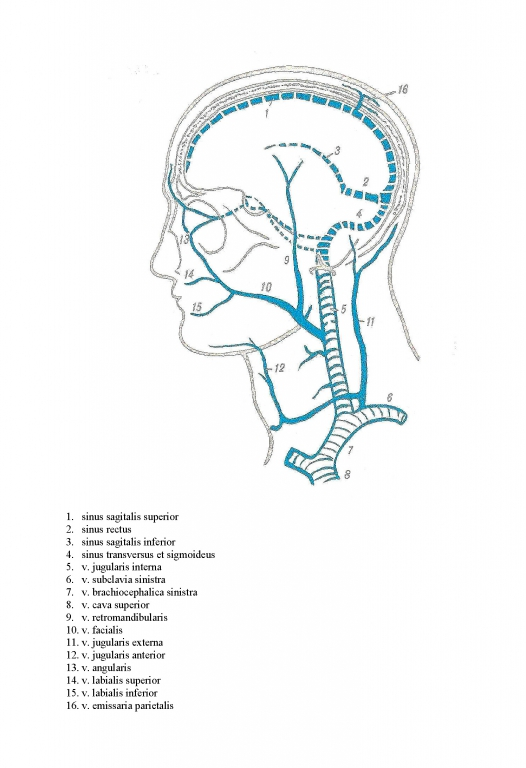 16
1
3
2
4
13
9
14
10
15
5
11
12
6
7
8
1. sinus sagitalis superior
2. sinus rectus
3. sinus sagitalis inferior
4. sinus transversus et sigmoideus
5. v. jugularis interna
6. v. subclavia sinistra
7. v. brachiocephalica sinistra
8. v. cava superior
9. v. retromandibularis
10. v. facialis
11. v. jugularis externa
12. v. jugularis anterior
13. v. angularis
14. v. labialis superior
15. v. labialis inferior
16. v. emissaria parietalis